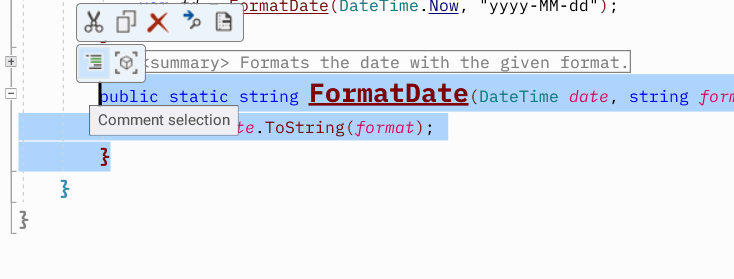 = FormatDate(DateTime.Now, "yyyy-MM-dd");
<summary> Formats the date with the given format.
public static string FormatDate(DateTime date, string form
Comment selection
te.ToString(format);
}
}
}